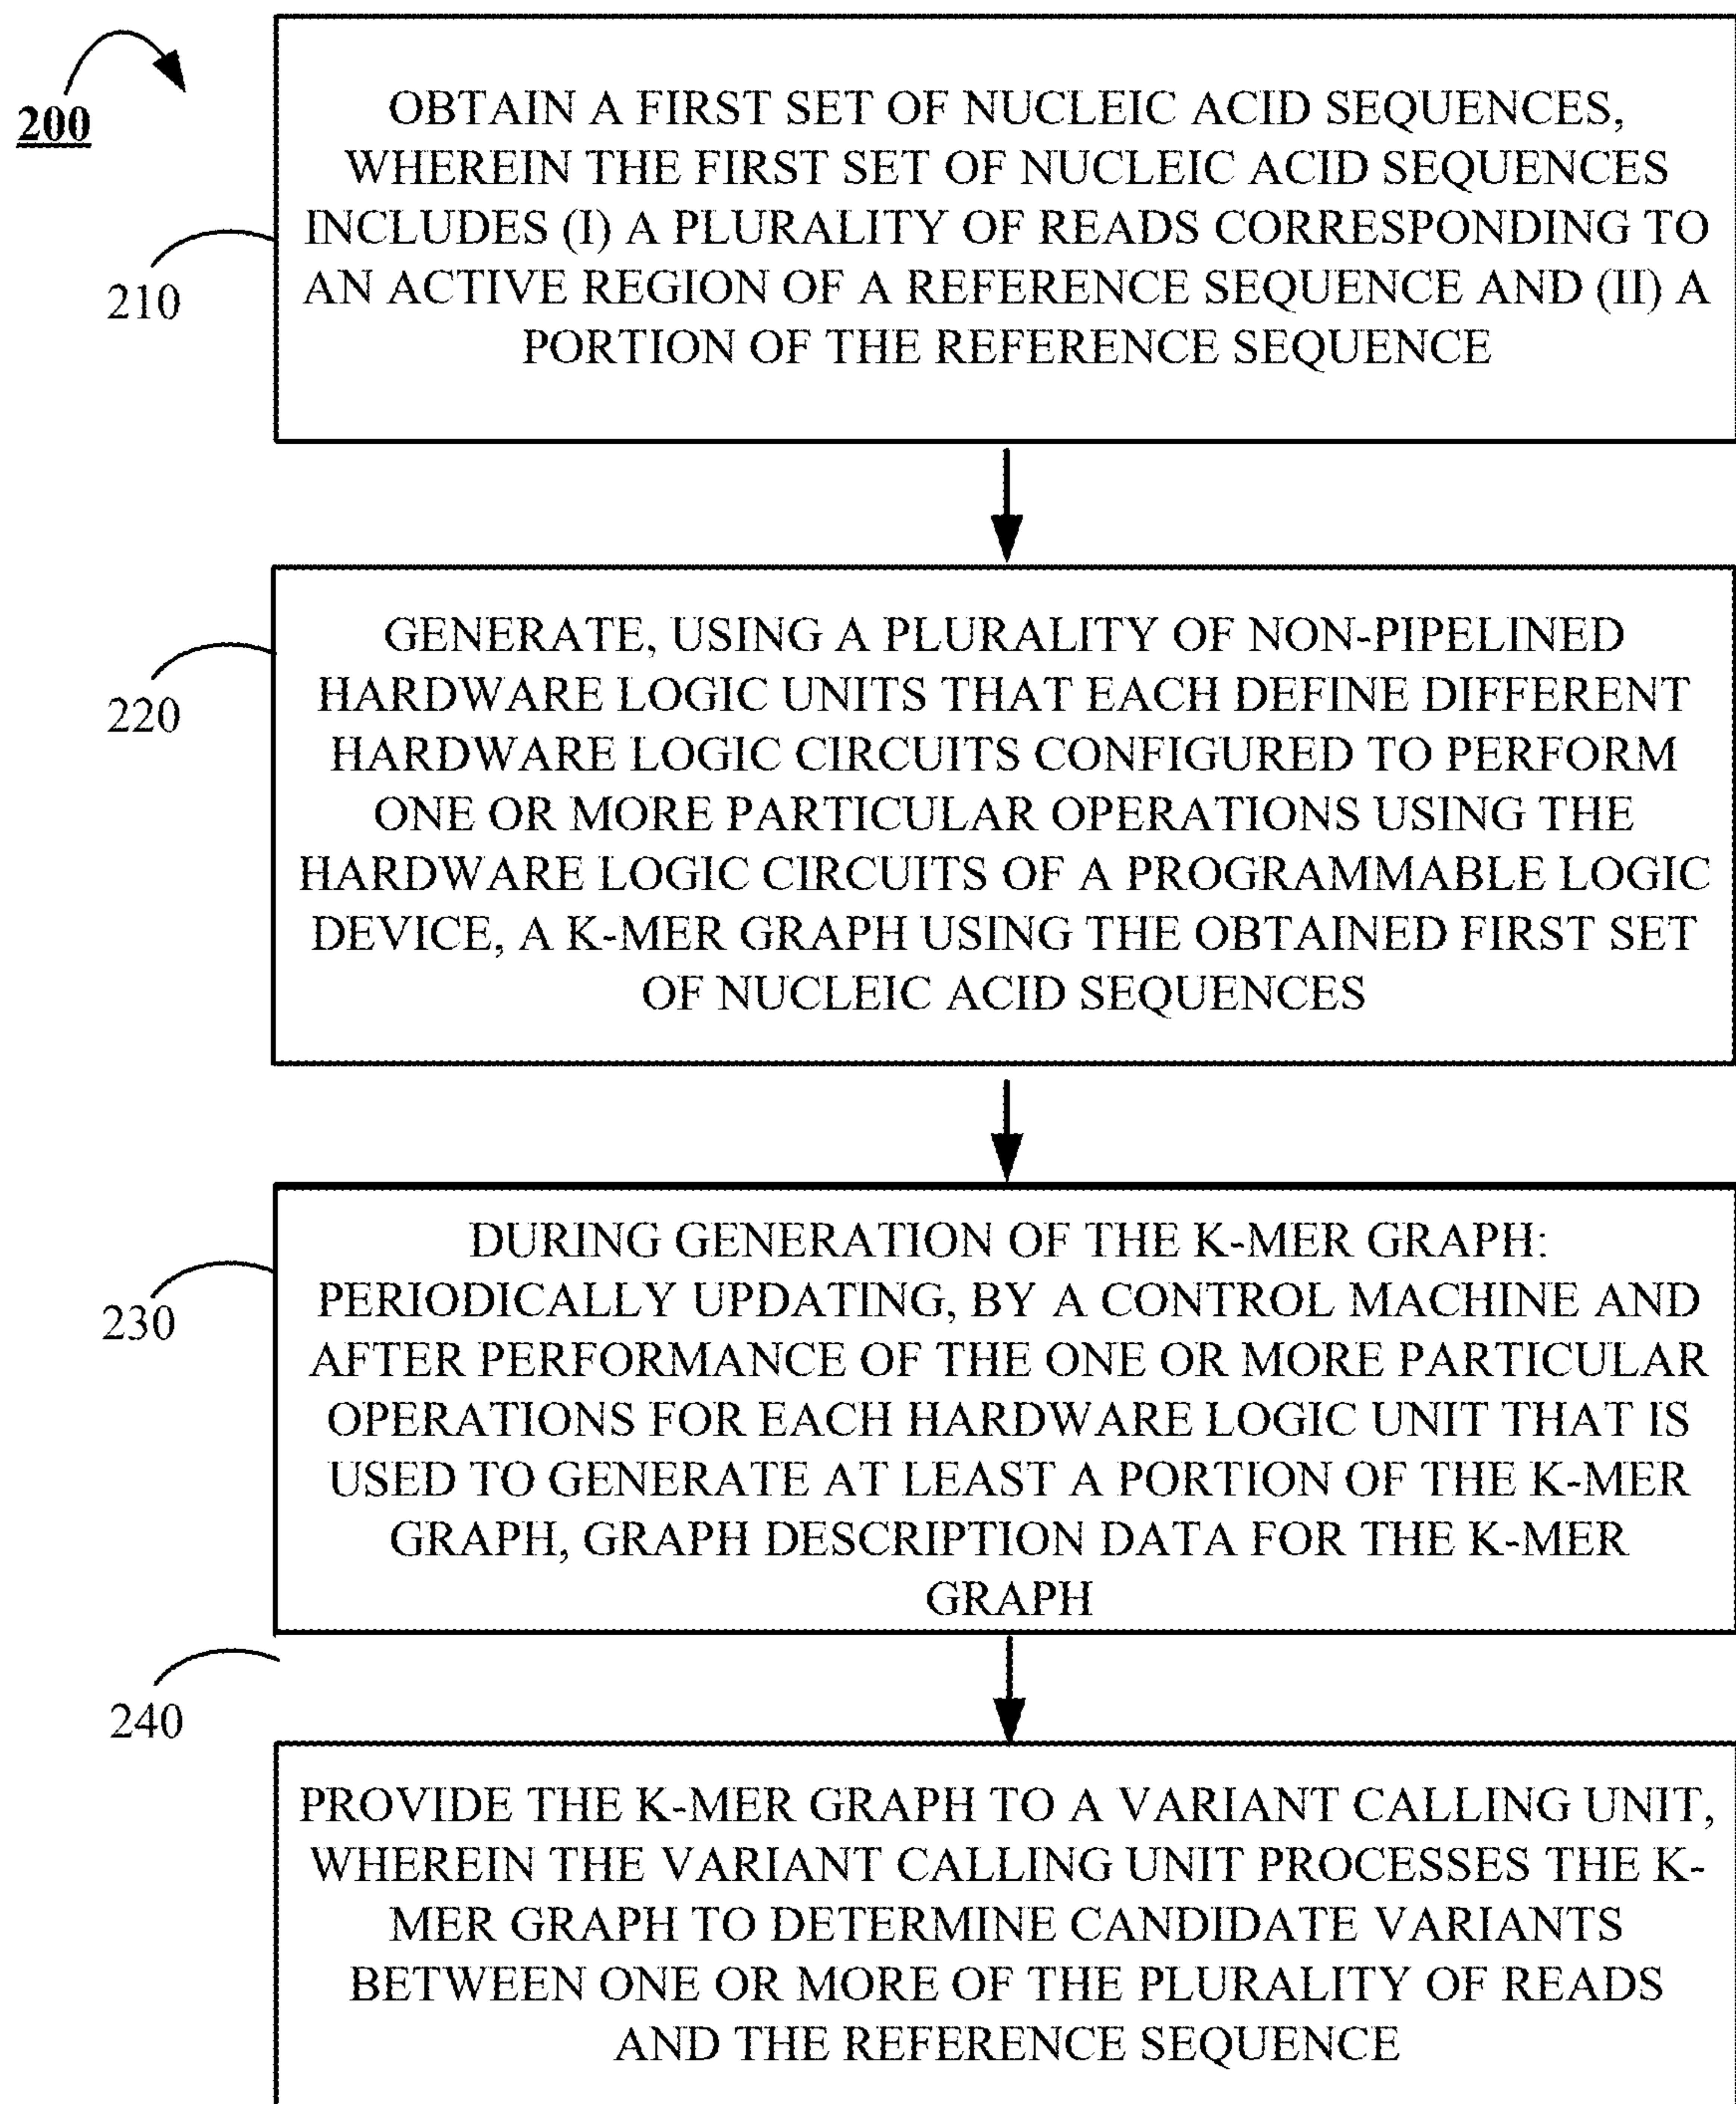 200
OBTAIN A FIRST SET OF NUCLEIC ACID SEQUENCES,
WHEREIN THE FIRST SET OF NUCLEIC ACID SEQUENCES
INCLUDES (I) A PLURALITY OF READS CORRESPONDING TO
AN ACTIVE REGION OF A REFERENCE SEQUENCE AND (II) A
PORTION OF THE REFERENCE SEQUENCE
210
GENERATE, USING A PLURALITY OF NON-PIPELINED
HARDWARE LOGIC UNITS THAT EACH DEFINE DIFFERENT
HARDWARE LOGIC CIRCUITS CONFIGURED TO PERFORM
ONE OR MORE PARTICULAR OPERATIONS USING THE
HARDWARE LOGIC CIRCUITS OF A PROGRAMMABLE LOGIC
DEVICE, A K-MER GRAPH USING THE OBTAINED FIRST SET
OF NUCLEIC ACID SEQUENCES
220
DURING GENERATION OF THE K-MER GRAPH:
PERIODICALLY UPDATING, BY A CONTROL MACHINE AND
AFTER PERFORMANCE OF THE ONE OR MORE PARTICULAR
OPERATIONS FOR EACH HARDWARE LOGIC UNIT THAT IS
USED TO GENERATE AT LEAST A PORTION OF THE K-MER
GRAPH, GRAPH DESCRIPTION DATA FOR THE K-MER
GRAPH
230
240
PROVIDE THE K-MER GRAPH TO A VARIANT CALLING UNIT,
WHEREIN THE VARIANT CALLING UNIT PROCESSES THE K-
MER GRAPH TO DETERMINE CANDIDATE VARIANTS
BETWEEN ONE OR MORE OF THE PLURALITY OF READS
AND THE REFERENCE SEQUENCE